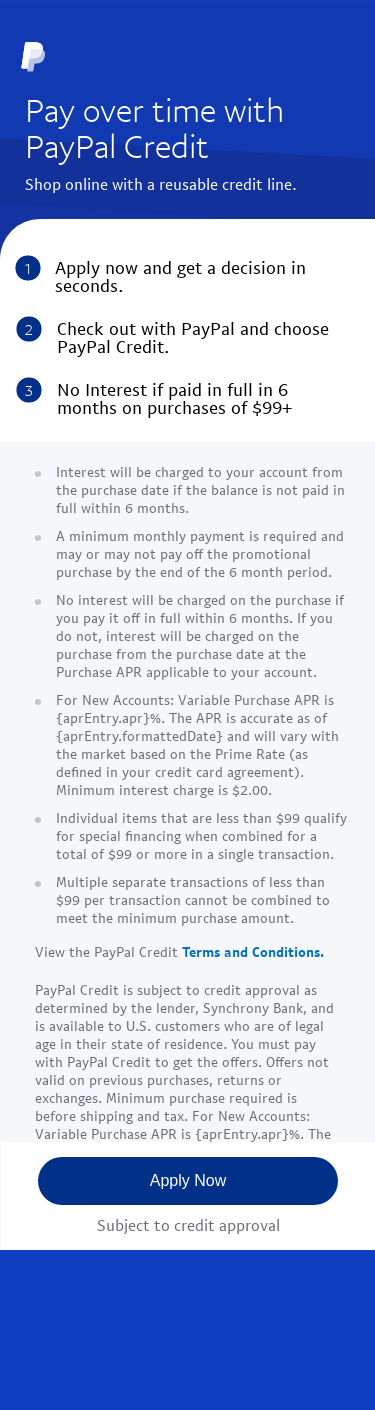 Pay over time with
PayPal Credit
Shop online with a reusable credit line.
1 Apply now and get a decision in
seconds.
2 Check out with PayPal and choose
PayPal Credit.
3 No Interest if paid in full in 6
months on purchases of $99+
Interest will be charged to your account from
the purchase date if the balance is not paid in
full within 6 months.
A minimum monthly payment is required and
may or may not pay off the promotional
purchase by the end of the 6 month period.
No interest will be charged on the purchase if
you pay it off in full within 6 months. If you
do not, interest will be charged on the
purchase from the purchase date at the
Purchase APR applicable to your account.
For New Accounts: Variable Purchase APR is
{aprEntry.apr}%. The APR is accurate as of
{aprEntry.formattedDate} and will vary with
the market based on the Prime Rate (as
defined in your credit card agreement).
Minimum interest charge is $2.00.
Individual items that are less than $99 qualify
for special financing when combined for a
total of $99 or more in a single transaction.
Multiple separate transactions of less than
$99 per transaction cannot be combined to
meet the minimum purchase amount.
View the PayPal Credit Terms and Conditions.
PayPal Credit is subject to credit approval as
determined by the lender, Synchrony Bank, and
is available to U.S. customers who are of legal
age in their state of residence. You must pay
with PayPal Credit to get the offers. Offers not
valid on previous purchases, returns or
exchanges. Minimum purchase required is
before shipping and tax. For New Accounts:
Variable Purchase APR is {aprEntry.apr}%. The
Apply Now
Subject to credit approval